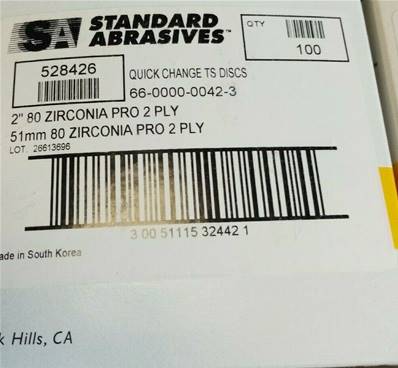 SA STANDARD ABRASIVES™
QTY
100
528426
QUICK CHANGE TS DISCS
66-0000-0042-3
2" 80 ZIRCONIA PRO 2 PLY
51mm 80 ZIRCONIA PRO 2 PLY
LOT. 26613696
3 00 51115 32442 1
ade in South Korea
k Hills, CA